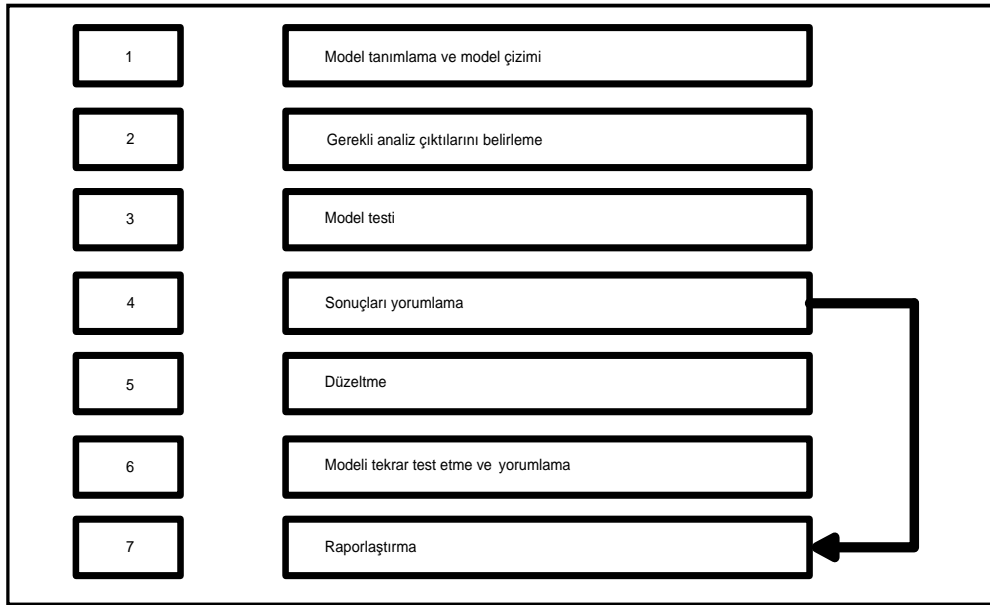 1 Model tanımlama ve model çizimi
2 Gerekli analiz çıktılarını belirleme
3 Model testi
4 Sonuçları yorumlama
5 Düzeltme
6 Modeli tekrar test etme ve yorumlama
7 Raporlaştırma